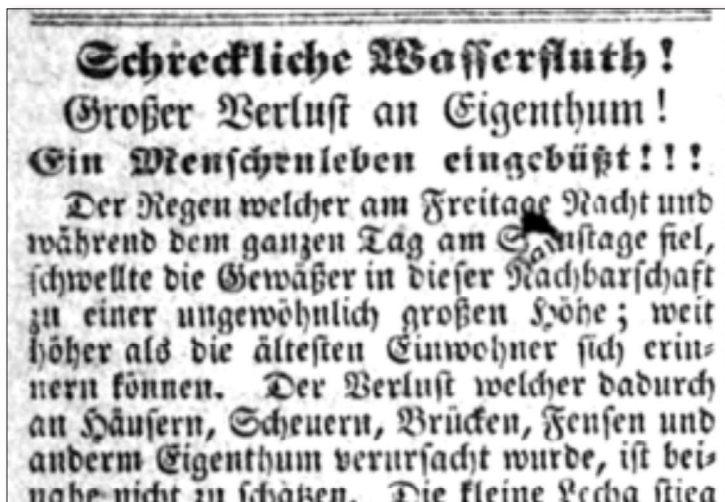 Schreckliche Wasserfluth!
Großer Verlust an Eigenthum!
Ein Menschenleben eingebüßt!!!
Der Regen welcher am Freitage Nacht und
während dem ganzen Tag am Samstage fiel,
schwellte die Gewäßer in dieser Nachbarschaft
zu einer ungewöhnlich großen Höhe; weit
höher als die ältesten Einwohner sich erin-
nern können. Der Verlust welcher dadurch
an Häusern, Scheuern, Brücken, Fensen und
anderm Eigenthum verursacht wurde, ist bei-
nahe nicht zu schätzen. Die kleine Lecha stieg